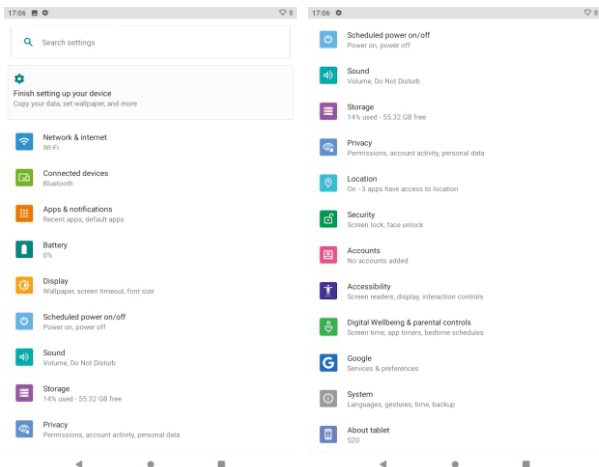 17:06
Search settings
Finish setting up your device
Copy your data, set wallpaper, and more
Network & internet
Wi-Fi
Connected devices
Bluetooth
Apps & notifications
Recent apps, default apps
Battery
0%
Display
Wallpaper, screen timeout, font size
Scheduled power on/off
Power on, power off
Sound
Volume, Do Not Disturb
Storage
14% used - 55.32 GB free
Privacy
Permissions, account activity, personal data
17:06
Scheduled power on/off
Power on, power off
Sound
Volume, Do Not Disturb
Storage
14% used - 55.32 GB free
Privacy
Permissions, account activity, personal data
Location
On - 3 apps have access to location
Security
Screen lock, face unlock
Accounts
No accounts added
Accessibility
Screen readers, display, interaction controls
Digital Wellbeing & parental controls
Screen time, app timers, bedtime schedules
Google
Services & preferences
System
Languages, gestures, time, backup
About tablet
S20